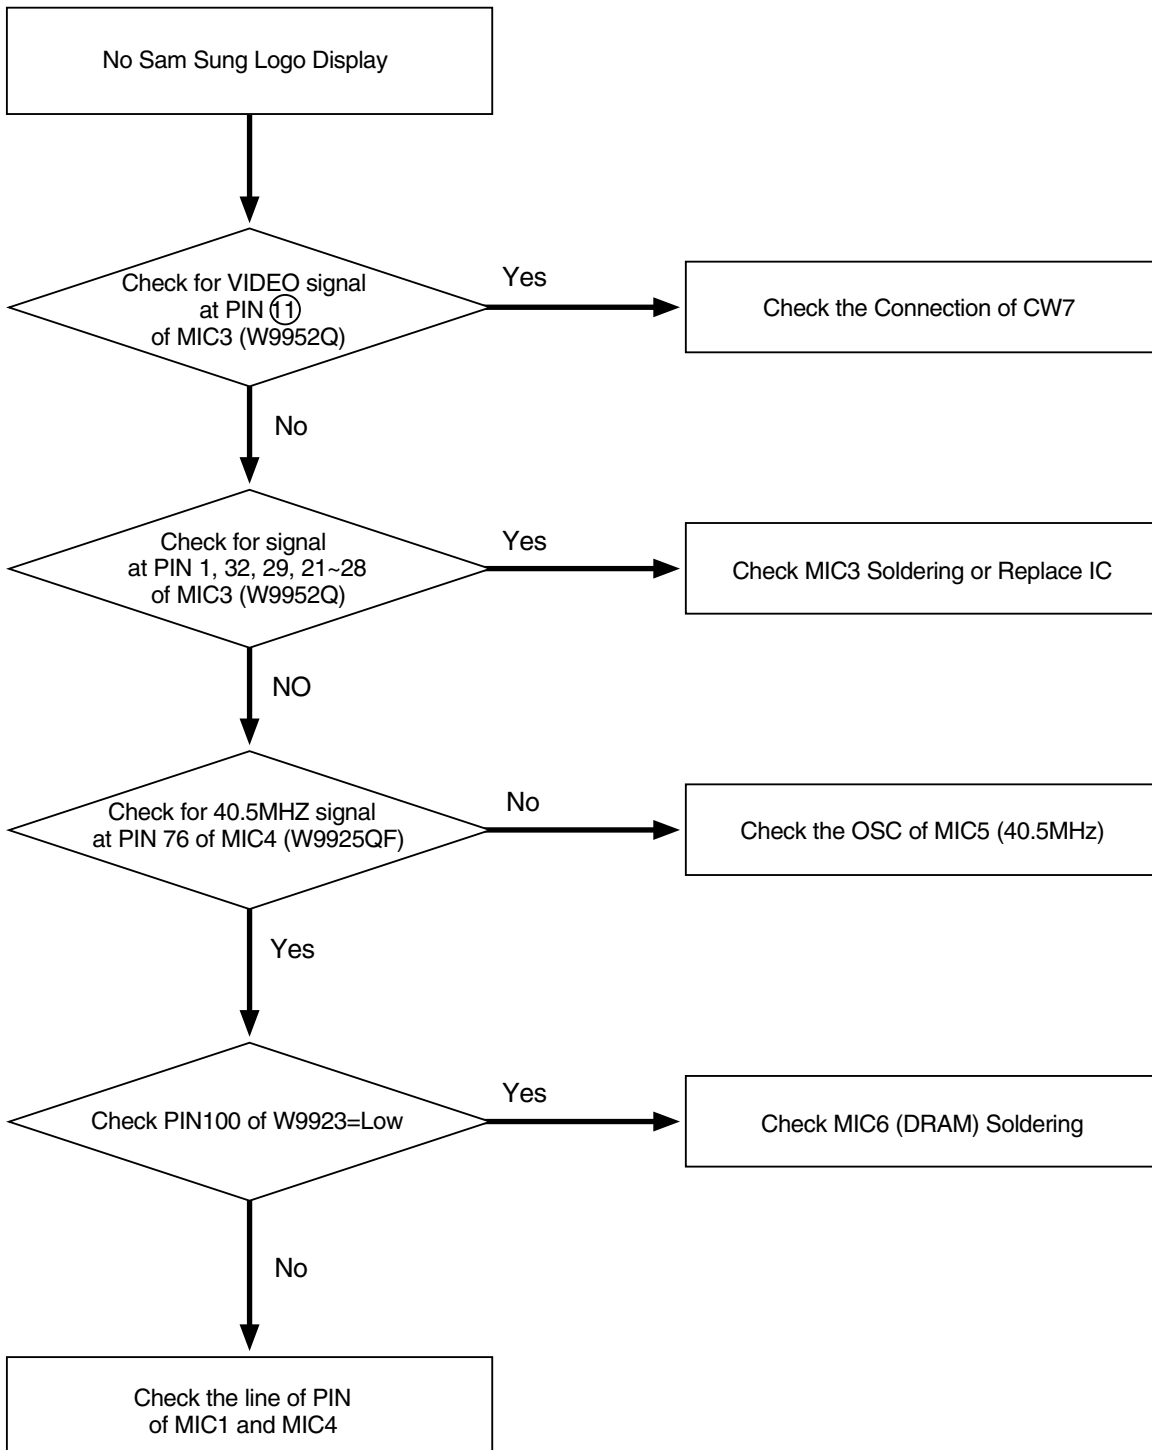 No Sam Sung Logo Display
Check for VIDEO signal
at PIN 11
of MIC3 (W9952Q)
Yes
Check the Connection of CW7
No
Check for signal
at PIN 1, 32, 29, 21~28
of MIC3 (W9952Q)
Yes
Check MIC3 Soldering or Replace IC
NO
Check for 40.5MHZ signal
at PIN 76 of MIC4 (W9925QF)
No
Check the OSC of MIC5 (40.5MHz)
Yes
Check PIN100 of W9923=Low
Yes
Check MIC6 (DRAM) Soldering
No
Check the line of PIN
of MIC1 and MIC4